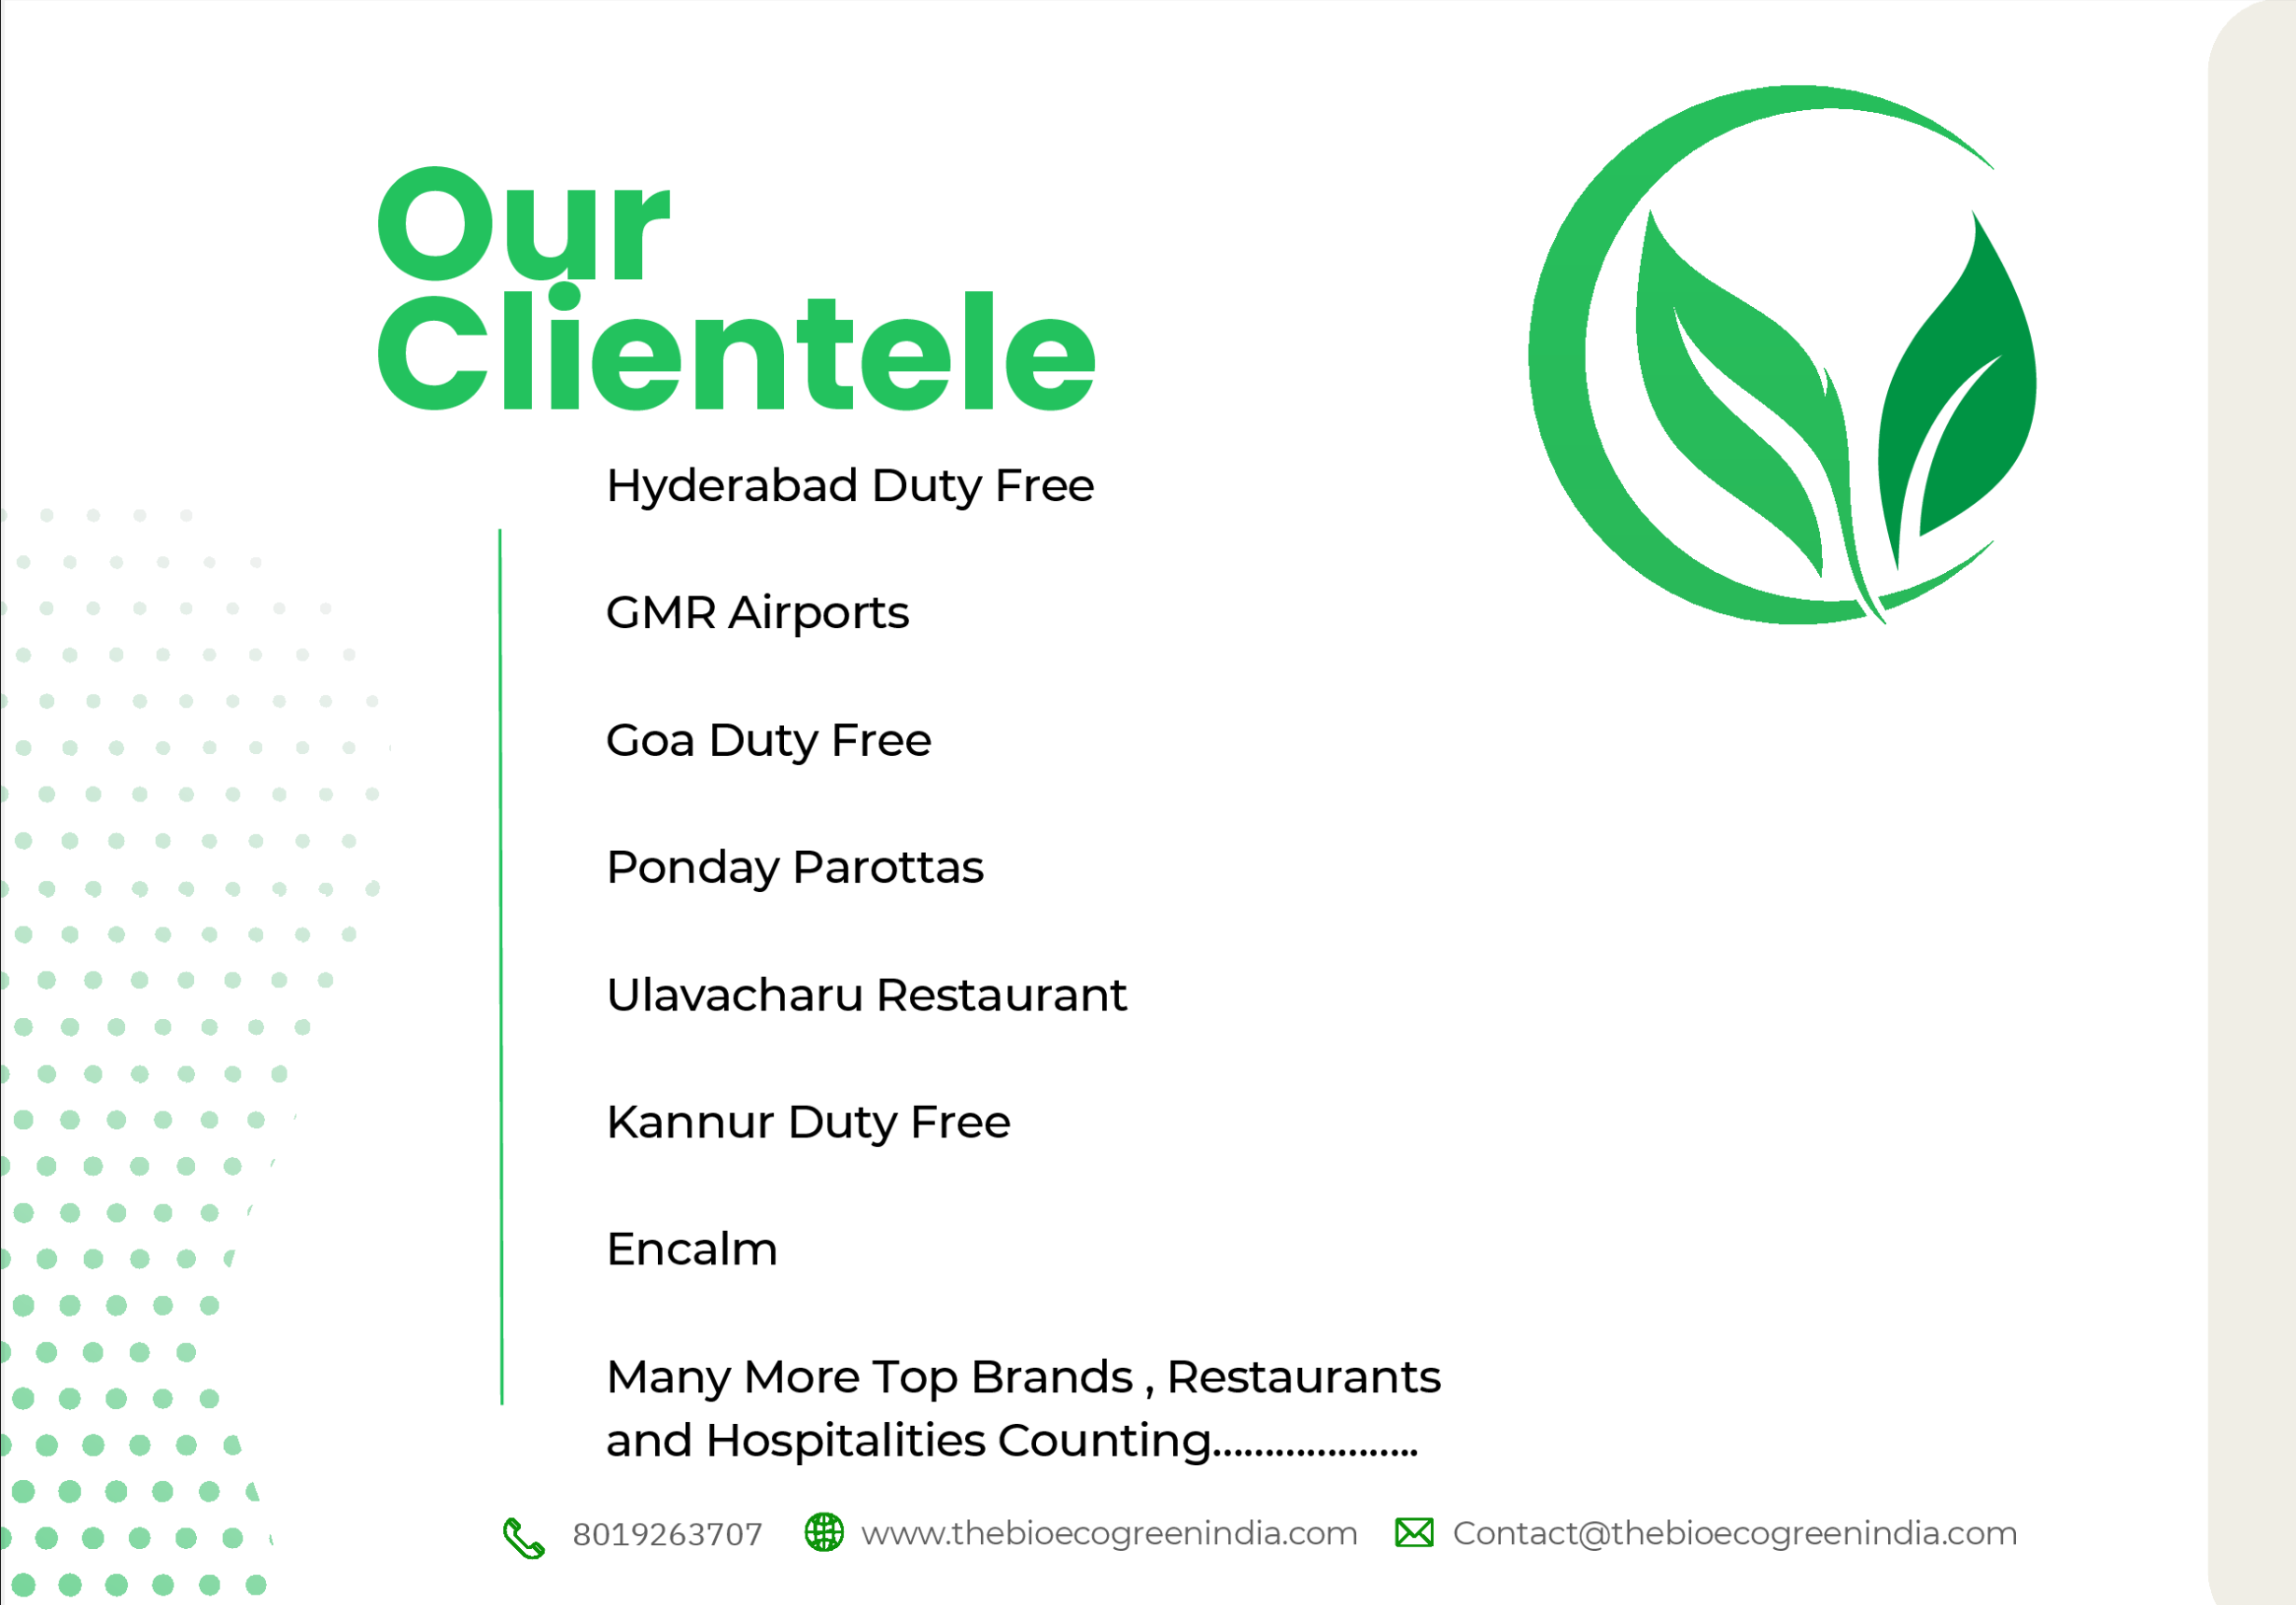 Our
Clientele
Hyderabad Duty Free
GMR Airports
Goa Duty Free
Ponday Parottas
Ulavacharu Restaurant
Kannur Duty Free
Encalm
Many More Top Brands , Restaurants
and Hospitalities Counting....................
8019263707 www.thebioecogreenindia.com Contact@thebioecogreenindia.com